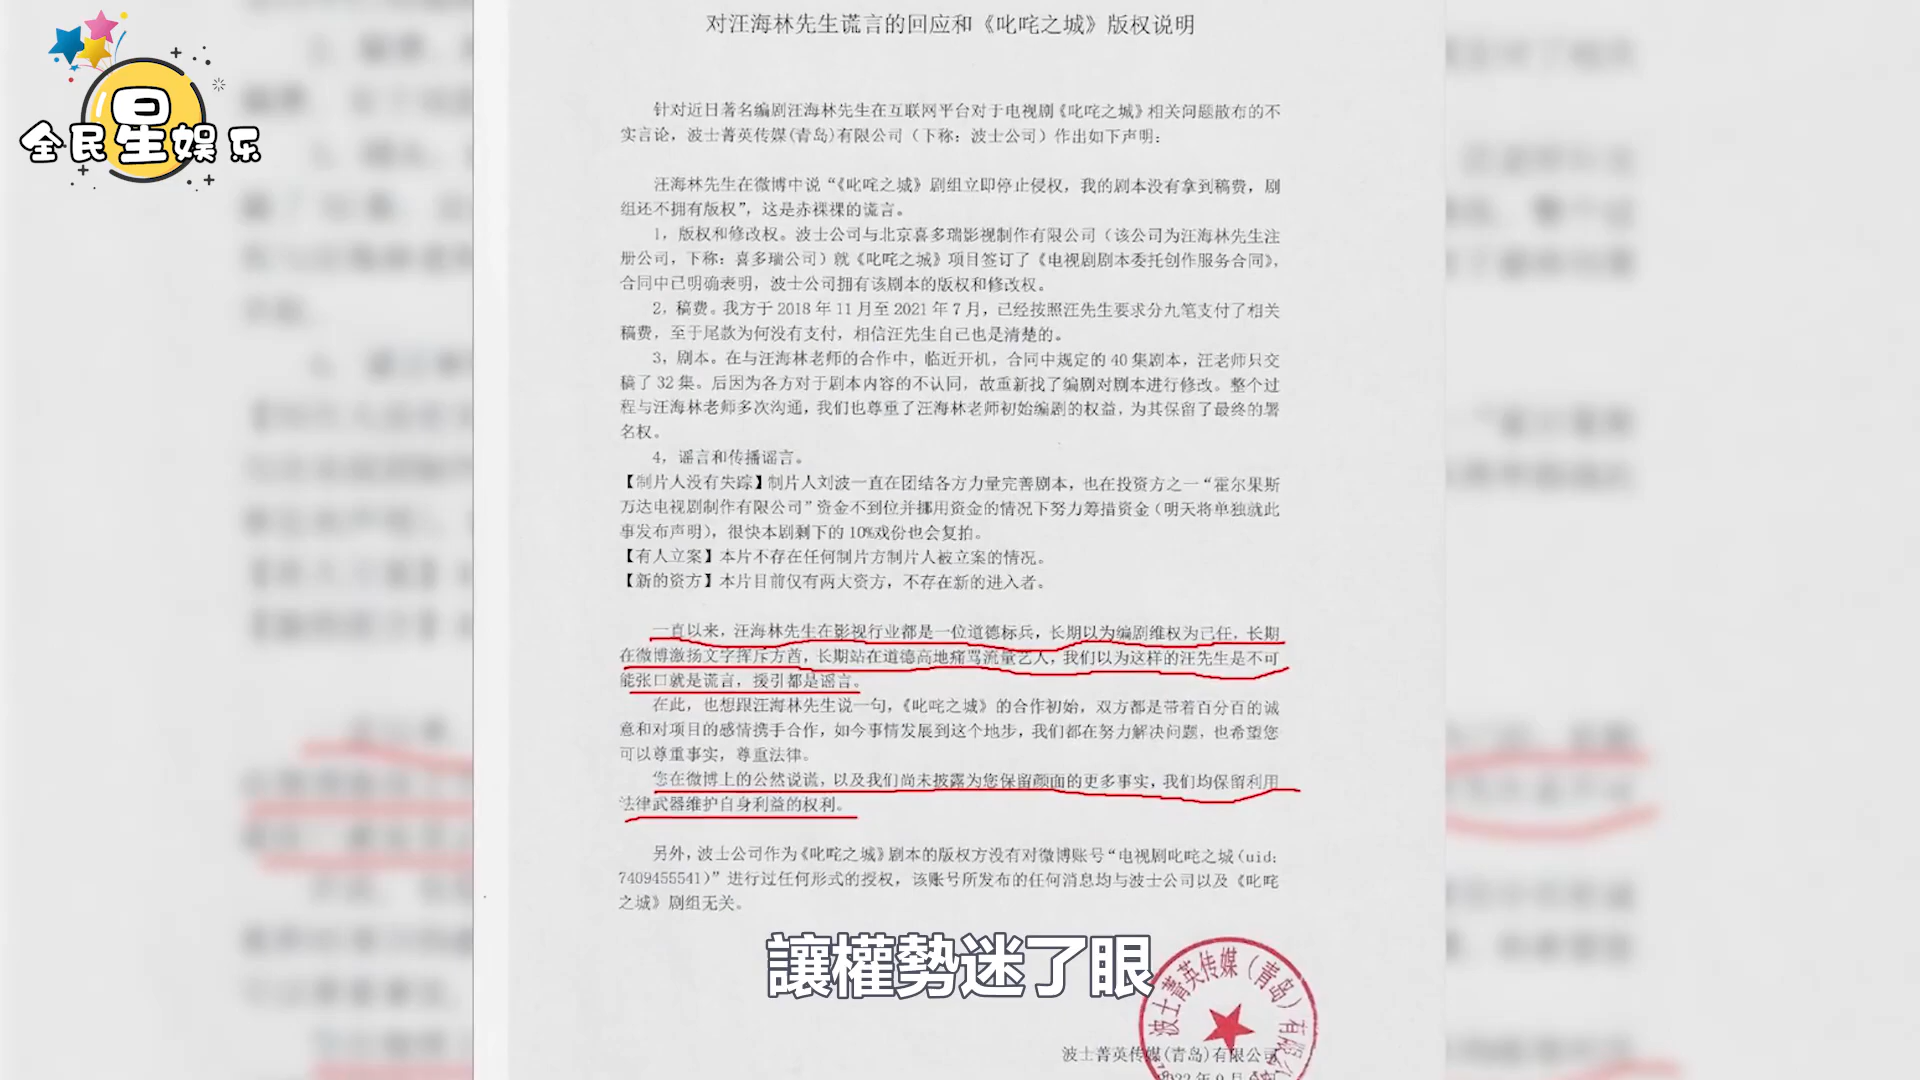 全民星娱乐
对汪海林先生谎言的回应和《叱咤之城》版权说明
针对近日著名编剧汪海林先生在互联网平台对于电视剧《叱咤之城》相关问题散布的不
实言论，波士菁英传媒(青岛)有限公司（下称：波士公司）作出如下声明：
汪海林先生在微博中说“《叱咤之城》剧组立即停止侵权，我的剧本没有拿到稿费，剧
组还不拥有版权”，这是赤裸裸的谎言。
1，版权和修改权。波士公司与北京喜多瑞影视制作有限公司（该公司为汪海林先生注
册公司，下称：喜多瑞公司）就《叱咤之城》项目签订了《电视剧剧本委托创作服务合同》，
合同中已明确表明，波士公司拥有该剧本的版权和修改权。
2，稿费。我方于 2018 年 11 月至 2021 年 7 月，已经按照汪先生要求分九笔支付了相关
稿费，至于尾款为何没有支付，相信汪先生自己也是清楚的。
3，剧本。在与汪海林老师的合作中，临近开机，合同中规定的 40 集剧本，汪老师只交
稿了 32 集。后因为各方对于剧本内容的不认同，故重新找了编剧对剧本进行修改。整个过
程与汪海林老师多次沟通，我们也尊重了汪海林老师初始编剧的权益，为其保留了最终的署
名权。
4，谣言和传播谣言。
【制片人没有失踪】制片人刘波一直在团结各方力量完善剧本，也在投资方之一“霍尔果斯
万达电视剧制作有限公司”资金不到位并挪用资金的情况下努力筹措资金（明天将单独就此
事发布声明），很快本剧剩下的 10%戏份也会复拍。
【有人立案】本片不存在任何制片方制片人被立案的情况。
【新的资方】本片目前仅有两大资方，不存在新的进入者。
一直以来，汪海林先生在影视行业都是一位道德标兵，长期以为编剧维权为己任，长期
在微博激扬文字挥斥方酋，长期站在道德高地痛骂流量艺人，我们以为这样的汪先生是不可
能张口就是谎言，援引都是谣言。
在此，也想跟汪海林先生说一句，《叱咤之城》的合作初始，双方都是带着百分百的诚
意和对项目的感情携手合作，如今事情发展到这个地步，我们都在努力解决问题，也希望您
可以尊重事实，尊重法律。
您在微博上的公然说谎，以及我们尚未披露为您保留颜面的更多事实，我们均保留利用
法律武器维护自身利益的权利。
另外，波士公司作为《叱咤之城》剧本的版权方没有对微博账号“电视剧叱咤之城（uid:
7409455541）”进行过任何形式的授权，该账号所发布的任何消息均与波士公司以及《叱咤
之城》剧组无关。
讓權勢迷了眼
波士菁英传媒（青岛）有限
波士菁英传媒(青岛)有限公司